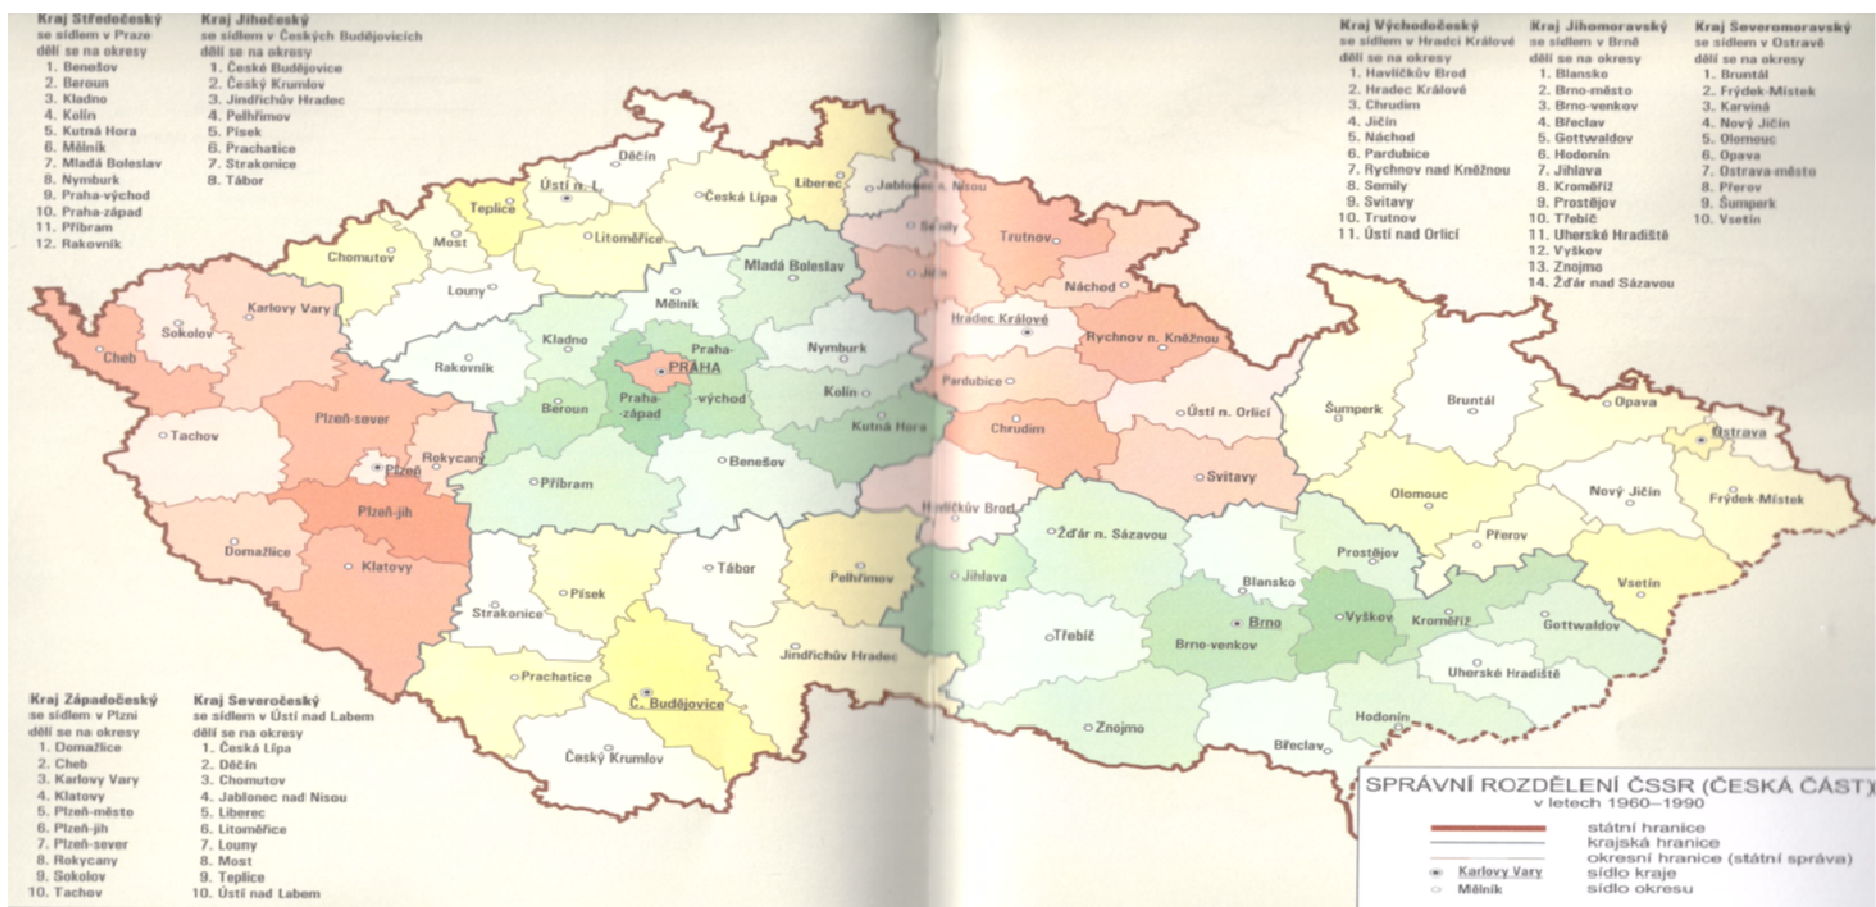 Kraj Středočeský
se sídlem v Praze
dělí se na okresy
1. Benešov
2. Beroun
3. Kladno
4. Kolín
5. Kutná Hora
6. Mělník
7. Mladá Boleslav
8. Nymburk
9. Praha-východ
10. Praha-západ
11. Příbram
12. Rakovník
Kraj Jihočeský
se sídlem v Českých Budějovicích
dělí se na okresy
1. České Budějovice
2. Český Krumlov
3. Jindřichův Hradec
4. Pelhřimov
5. Písek
6. Prachatice
7. Strakonice
8. Tábor
Kraj Východočeský
se sídlem v Hradci Králové
dělí se na okresy
1. Havlíčkův Brod
2. Hradec Králové
3. Chrudim
4. Jičín
5. Náchod
6. Pardubice
7. Rychnov nad Kněžnou
8. Semily
9. Svitavy
10. Trutnov
11. Ústí nad Orlicí
Kraj Jihomoravský
se sídlem v Brně
dělí se na okresy
1. Blansko
2. Brno-město
3. Brno-venkov
4. Břeclav
5. Gottwaldov
6. Hodonín
7. Jihlava
8. Kroměříž
9. Prostějov
10. Třebíč
11. Uherské Hradiště
12. Vyškov
13. Znojmo
14. Žďár nad Sázavou
Kraj Severomoravský
se sídlem v Ostravě
dělí se na okresy
1. Bruntál
2. Frýdek-Místek
3. Karviná
4. Nový Jičín
5. Olomouc
6. Opava
7. Ostrava-město
8. Přerov
9. Šumperk
10. Vsetín
Děčín
Ústí n. L.
Teplice
Česká Lípa
Liberec
Jablonec n. Nisou
Most
Litoměřice
Chomutov
Semily
Trutnov
Louny
Mělník
Mladá Boleslav
Jičín
Náchod
Karlovy Vary
Sokolov
Cheb
Hradec Králové
Rychnov n. Kněžnou
Kladno
Rakovník
Praha-
-východ
PRAHA
Praha-
-západ
Nymburk
Kolín
Pardubice
Beroun
Kutná Hora
Chrudim
Ústí n. Orlicí
Šumperk
Bruntál
Opava
Ostrava
Plzeň-sever
Tachov
Rokycany
Plzeň
Příbram
Benešov
Svitavy
Olomouc
Nový Jičín
Frýdek-Místek
Plzeň-jih
Havlíčkův Brod
Žďár n. Sázavou
Prostějov
Přerov
Domažlice
Klatovy
Tábor
Pelhřimov
Jihlava
Blansko
Vsetín
Strakonice
Písek
Třebíč
Brno
Brno-venkov
Vyškov
Kroměříž
Gottwaldov
Jindřichův Hradec
Prachatice
Uherské Hradiště
Č. Budějovice
Znojmo
Hodonín
Břeclav
Český Krumlov
Kraj Západočeský
se sídlem v Plzni
dělí se na okresy
1. Domažlice
2. Cheb
3. Karlovy Vary
4. Klatovy
5. Plzeň-město
6. Plzeň-jih
7. Plzeň-sever
8. Rokycany
9. Sokolov
10. Tachov
Kraj Severočeský
se sídlem v Ústí nad Labem
dělí se na okresy
1. Česká Lípa
2. Děčín
3. Chomutov
4. Jablonec nad Nisou
5. Liberec
6. Litoměřice
7. Louny
8. Most
9. Teplice
10. Ústí nad Labem
SPRÁVNÍ ROZDĚLENÍ ČSSR (ČESKÁ ČÁST)
v letech 1960–1990
státní hranice
krajská hranice
okresní hranice (státní správa)
Karlovy Vary sídlo kraje
Mělník sídlo okresu